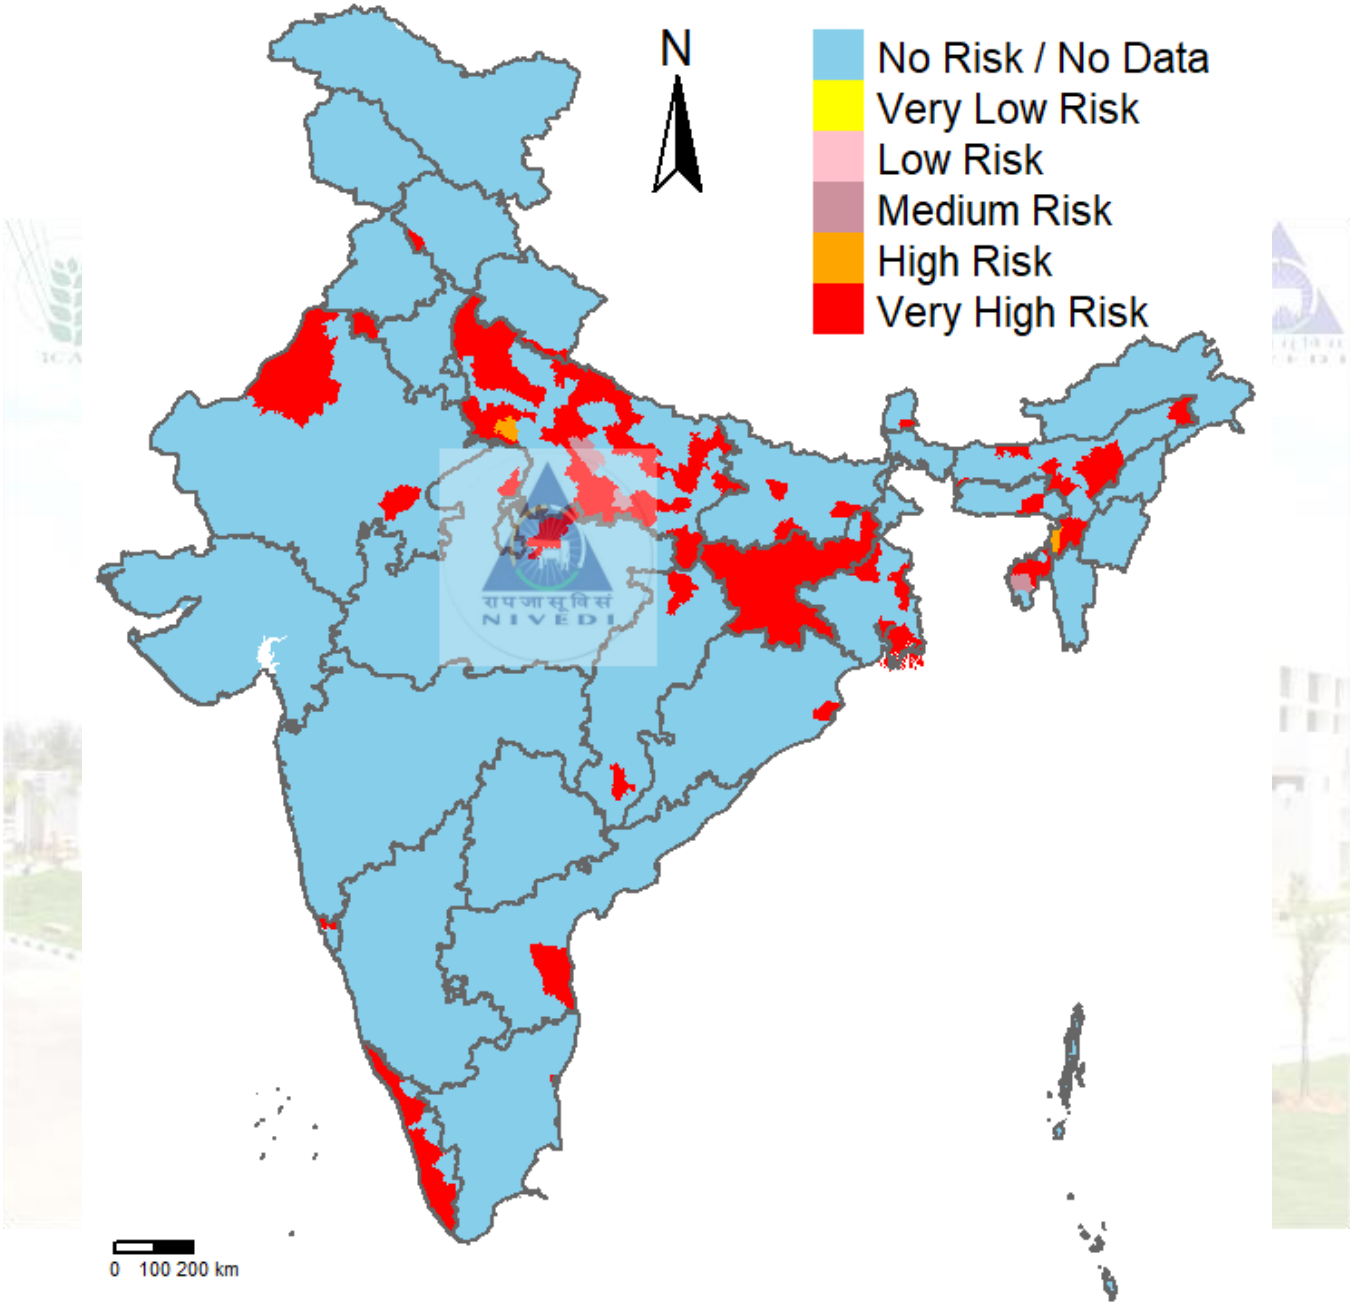 N
No Risk / No Data
Very Low Risk
Low Risk
Medium Risk
High Risk
Very High Risk
रा प जा सू वि सं
NIVEDI
0 100 200 km